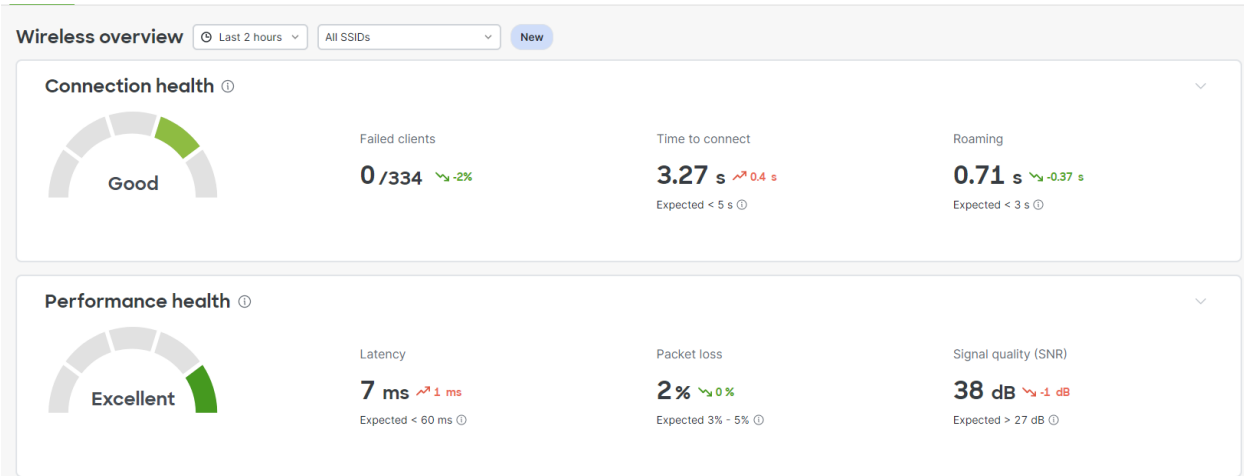 Wireless overview Last 2 hours All SSIDs New
Connection health
Good
Failed clients
0 /334 -2%
Time to connect
3.27 s 0.4 s
Expected < 5 s
Roaming
0.71 s -0.37 s
Expected < 3 s
Performance health
Excellent
Latency
7 ms 1 ms
Expected < 60 ms
Packet loss
2 % 0 %
Expected 3% - 5%
Signal quality (SNR)
38 dB -1 dB
Expected > 27 dB